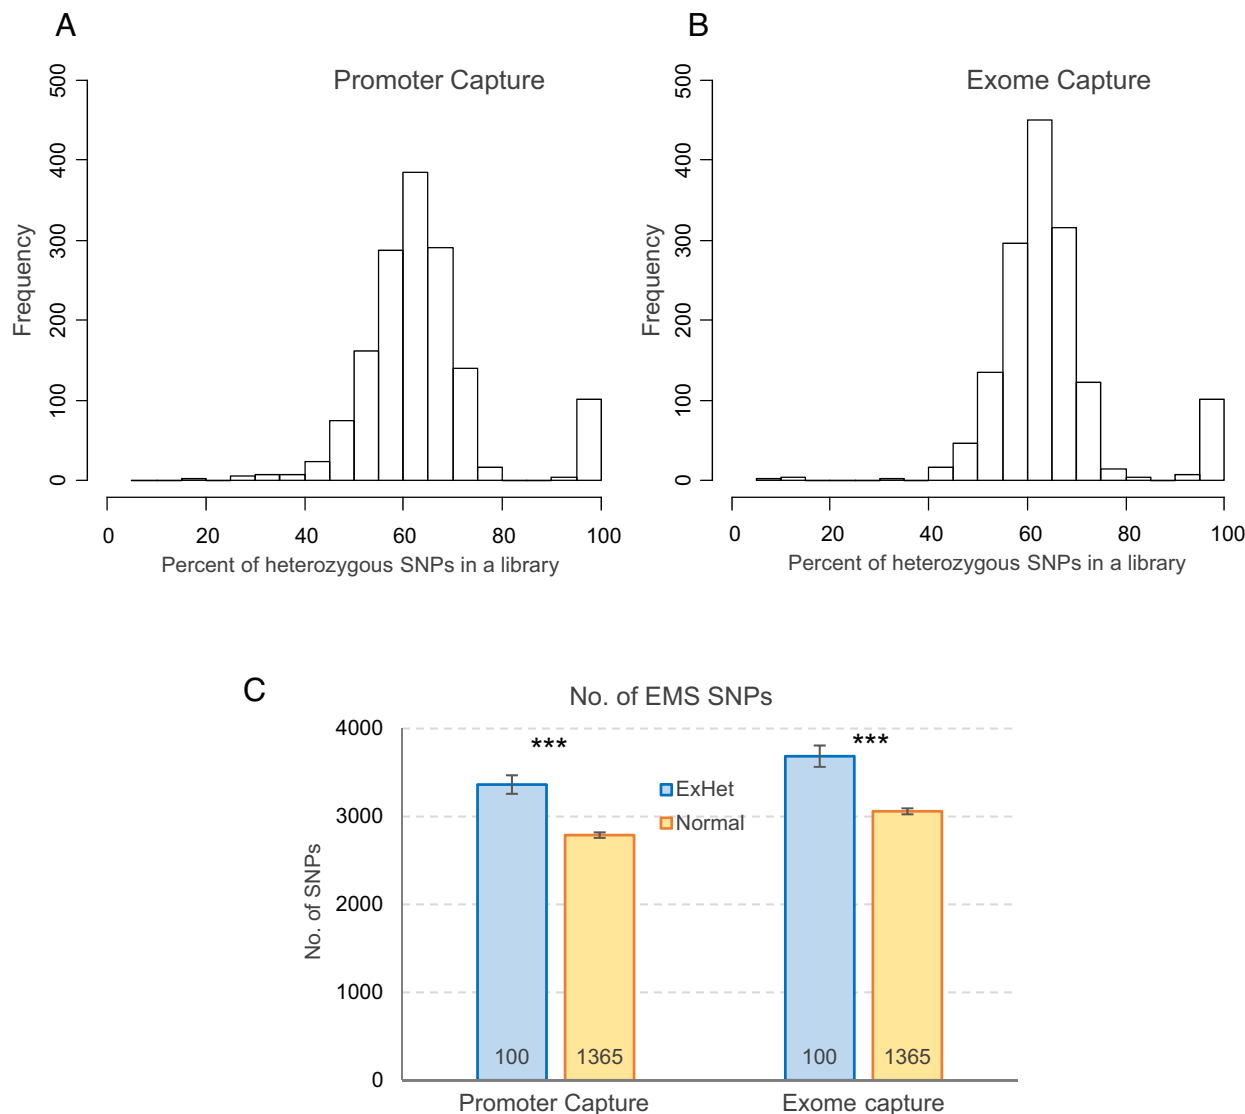 A
Promoter Capture
Frequency
500
400
300
200
100
0
0 20 40 60 80 100
Percent of heterozygous SNPs in a library
B
Exome Capture
Frequency
500
400
300
200
100
0
0 20 40 60 80 100
Percent of heterozygous SNPs in a library
C
No. of EMS SNPs
No. of SNPs
4000
3000
2000
1000
0
*** ***
ExHet
Normal
100 1365 100 1365
Promoter Capture Exome capture